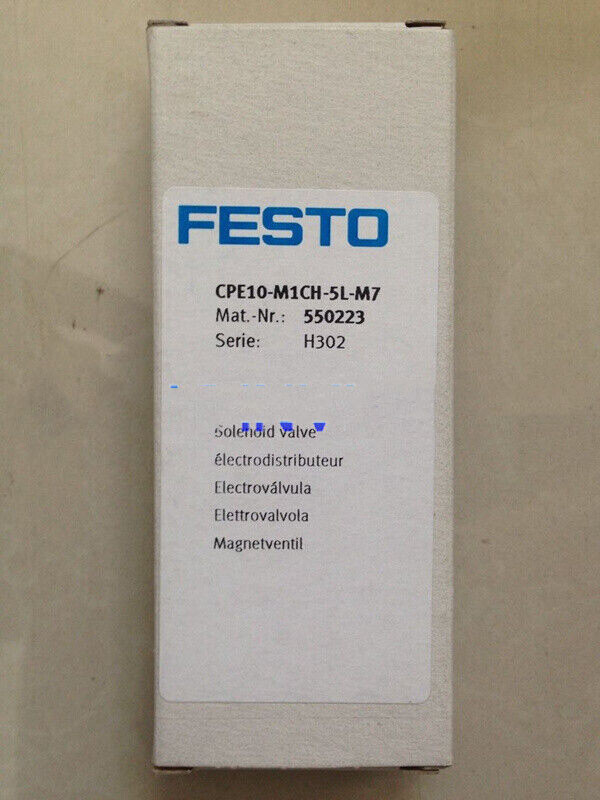 FESTO
CPE10-M1CH-5L-M7
Mat.-Nr.: 550223
Serie: H302
Solenoid valve
électrodistributeur
Electroválvula
Elettrovalvola
Magnetventil